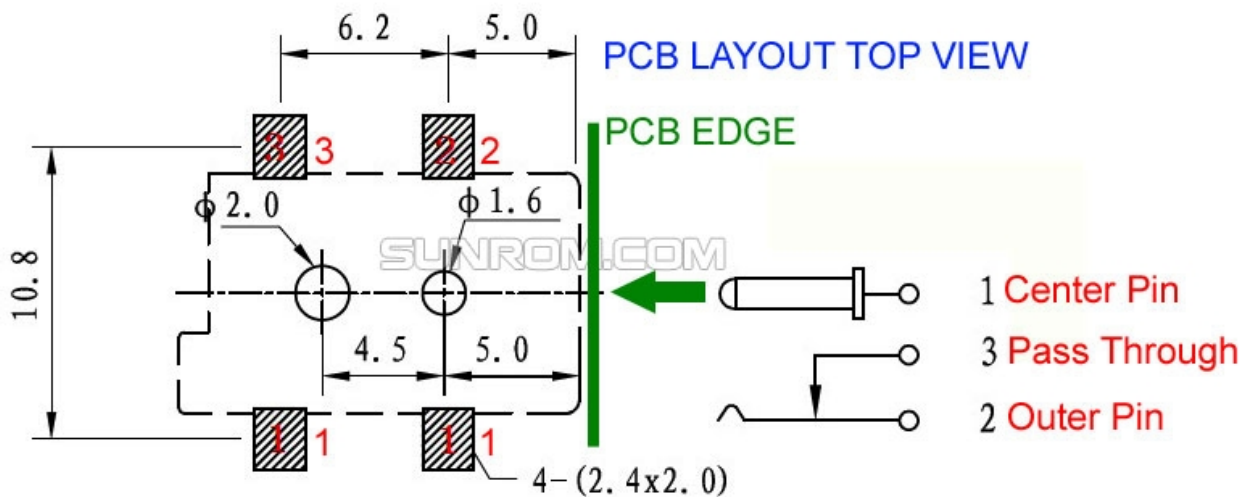 6.2
5.0
PCB LAYOUT TOP VIEW
PCB EDGE
3 3
2 2
ϕ 2.0
ϕ 1.6
SUNROM.COM
10.8
4.5
5.0
1 Center Pin
3 Pass Through
2 Outer Pin
1 1
1 1
4-(2.4x2.0)